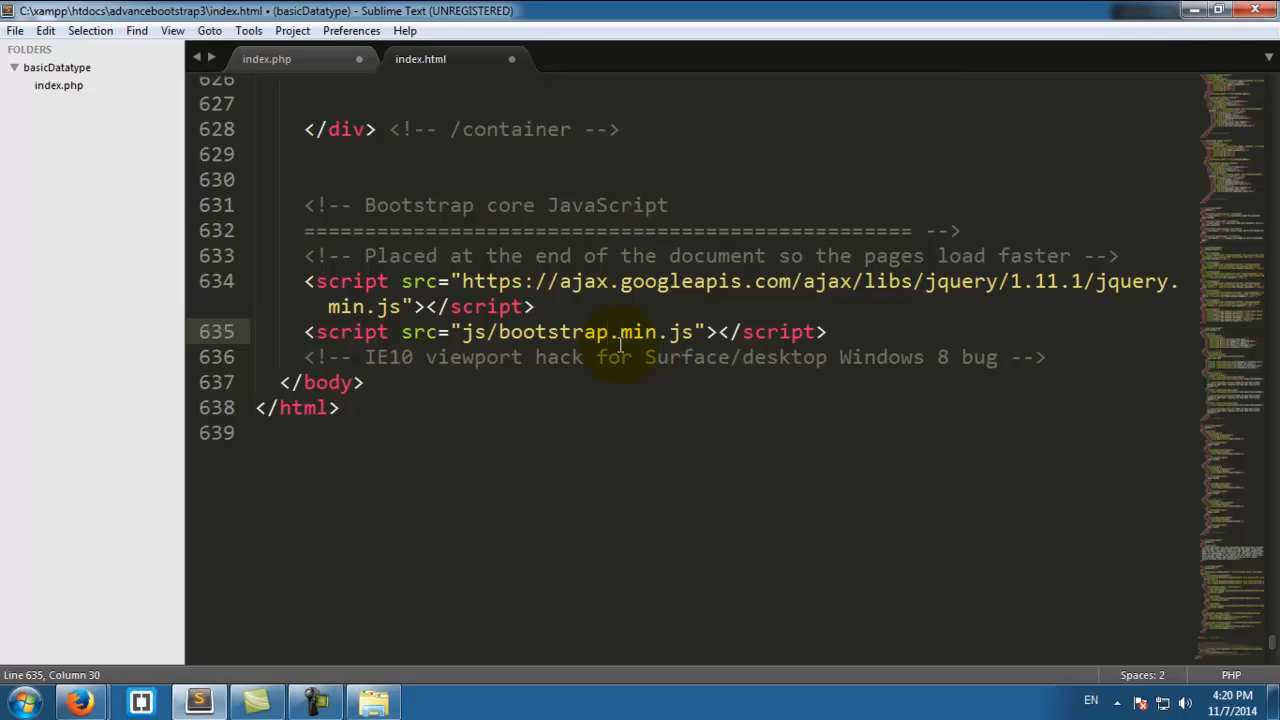 C:\xampp\htdocs\advancebootstrap3\index.html • (basicDatatype) - Sublime Text (UNREGISTERED)
File Edit Selection Find View Goto Tools Project Preferences Help
FOLDERS
basicDatatype
index.php
index.php
index.html
626
627
628 </div> <!-- /container -->
629
630
631 <!-- Bootstrap core JavaScript
632 ================================================== -->
633 <!-- Placed at the end of the document so the pages load faster -->
634 <script src="https://ajax.googleapis.com/ajax/libs/jquery/1.11.1/jquery.
min.js"></script>
635 <script src="js/bootstrap.min.js"></script>
636 <!-- IE10 viewport hack for Surface/desktop Windows 8 bug -->
637 </body>
638 </html>
639
Line 635, Column 30
Spaces: 2
PHP
EN
4:20 PM
11/7/2014